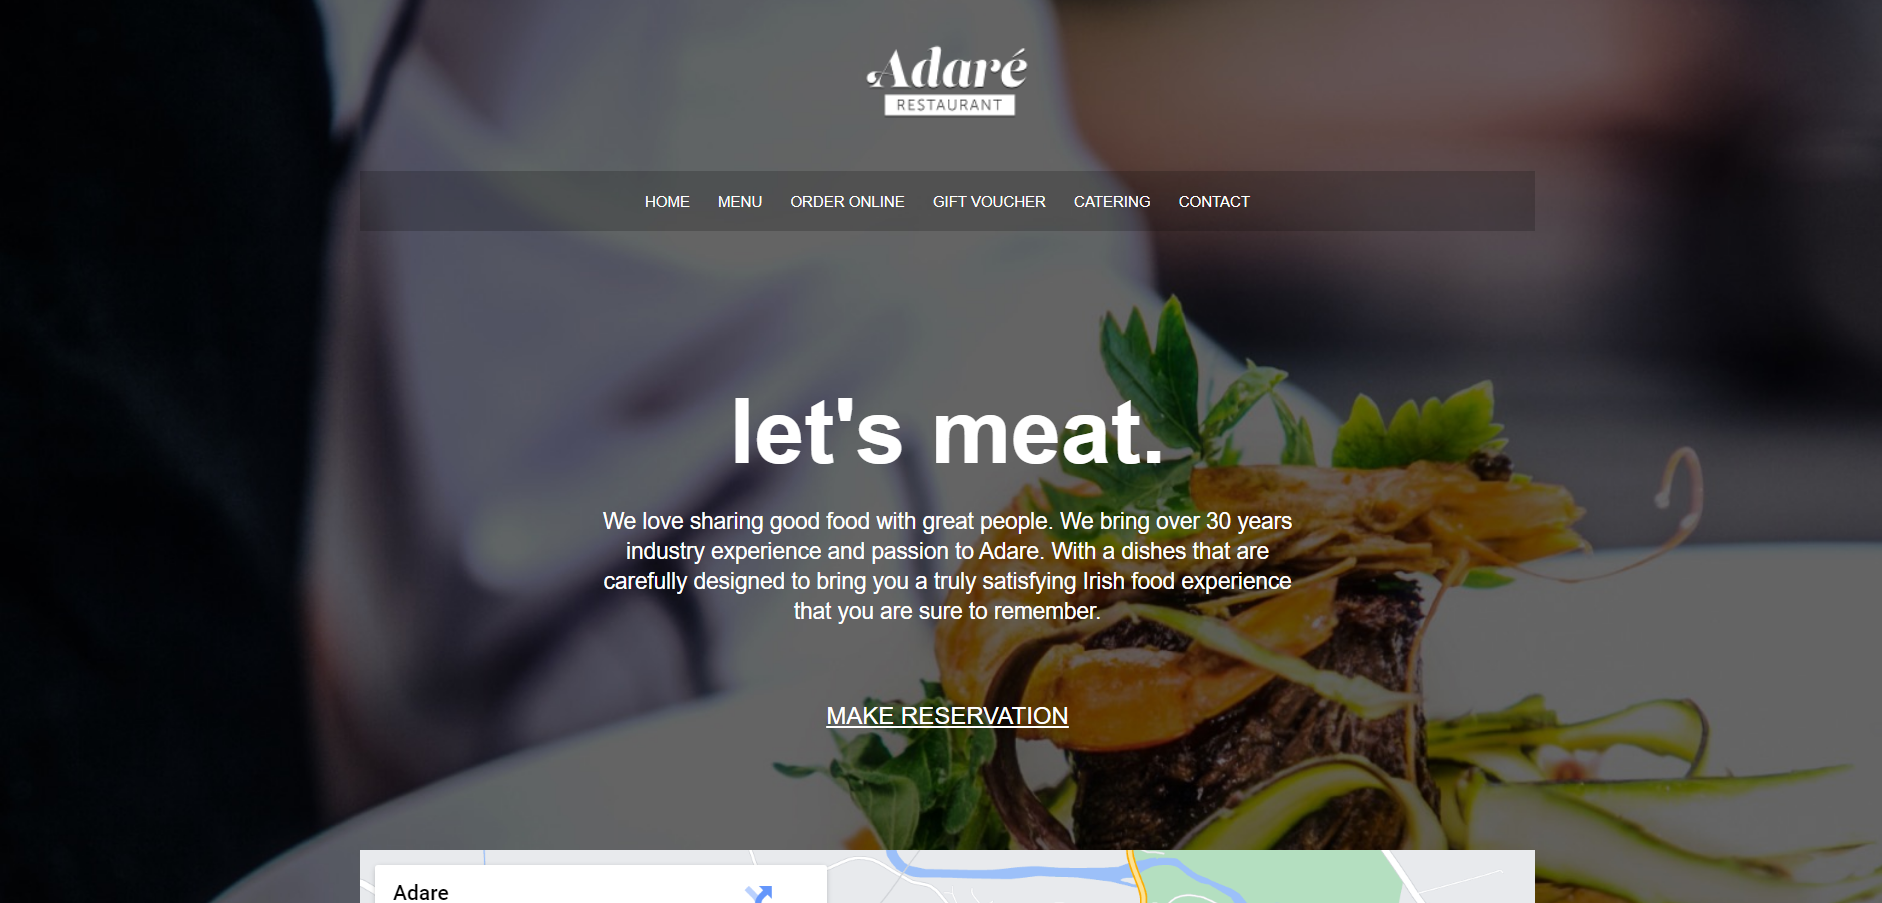 Adaré
RESTAURANT
HOME MENU ORDER ONLINE GIFT VOUCHER CATERING CONTACT
let's meat.
We love sharing good food with great people. We bring over 30 years
industry experience and passion to Adare. With a dishes that are
carefully designed to bring you a truly satisfying Irish food experience
that you are sure to remember.
MAKE RESERVATION
Adare